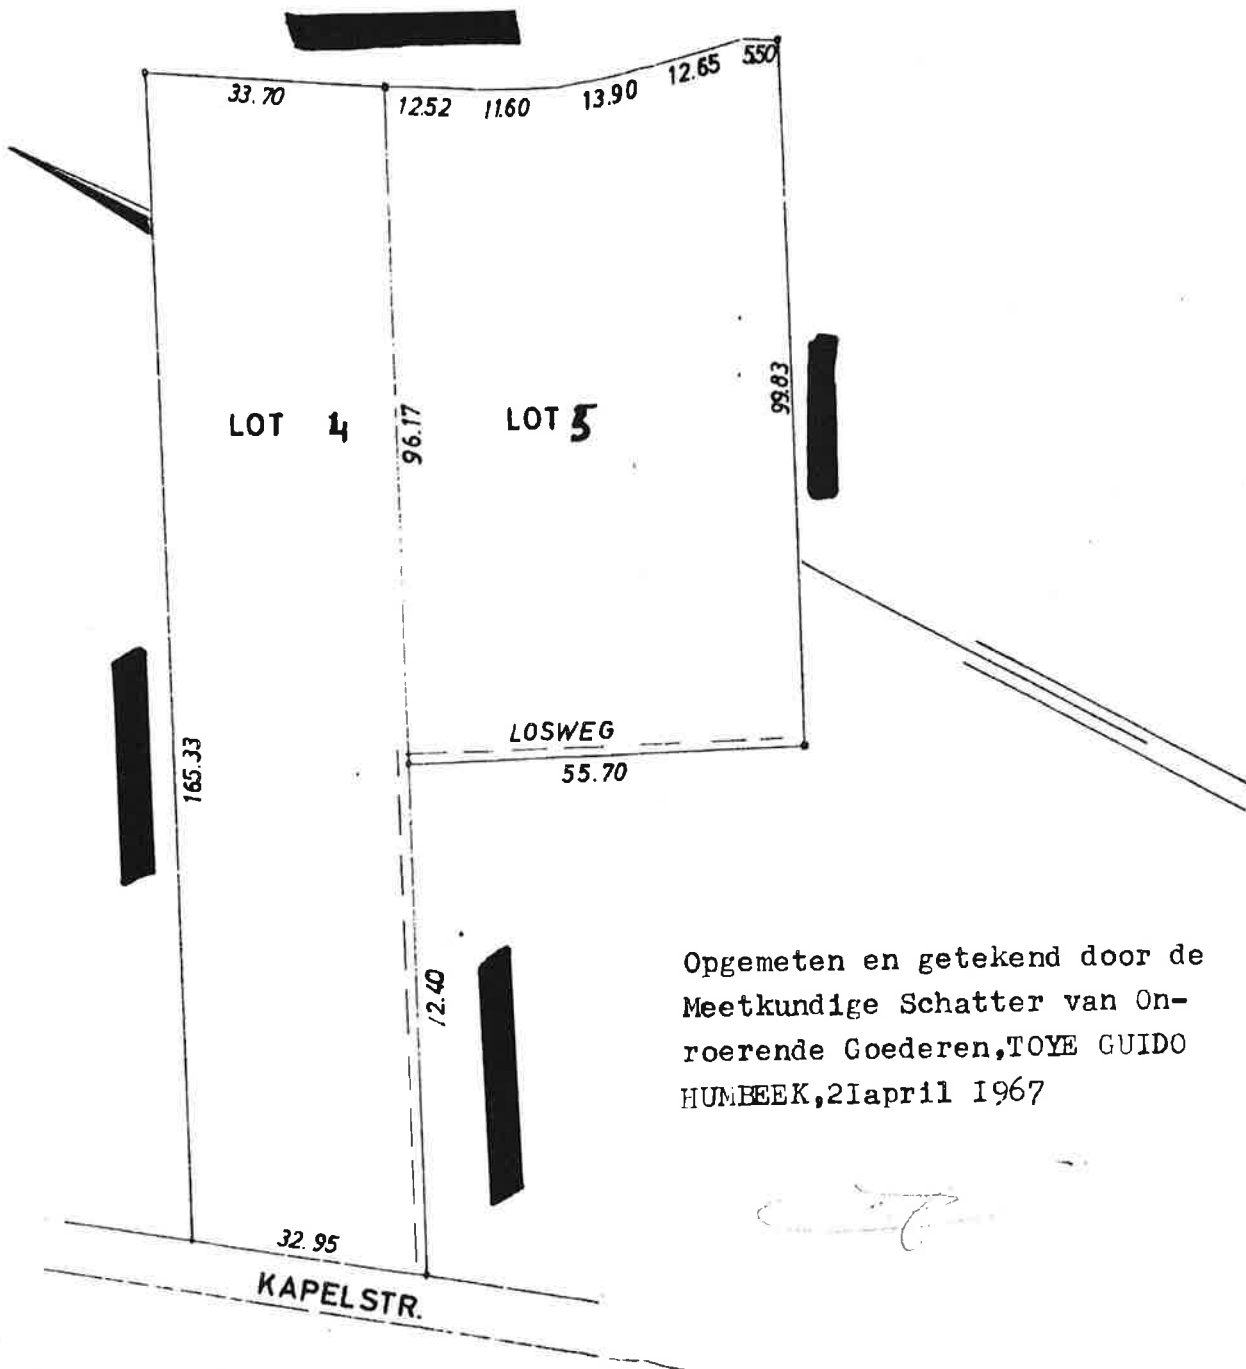 33.70
12.52
11.60
13.90
12.65
5.50
LOT 4
96.17
LOT 5
99.83
LOSWEG
55.70
165.33
12.40
Opgemeten en getekend door de
Meetkundige Schatter van On-
roerende Goederen,TOYE GUIDO
HUMBEEK,2Iapril I967
32.95
KAPELSTR.